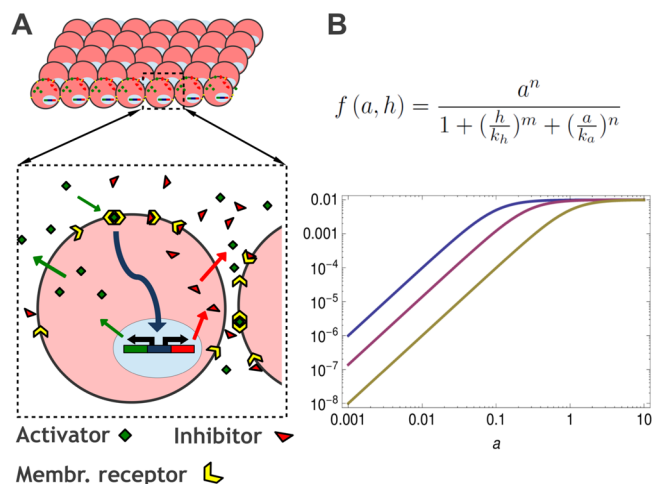 A
B
f (a, h) = a^n / (1 + (h/k_h)^m + (a/k_a)^n)
0.01
0.001
10^-4
10^-5
10^-6
10^-7
10^-8
0.001 0.01 0.1 1 10
a
Activator Inhibitor
Membr. receptor